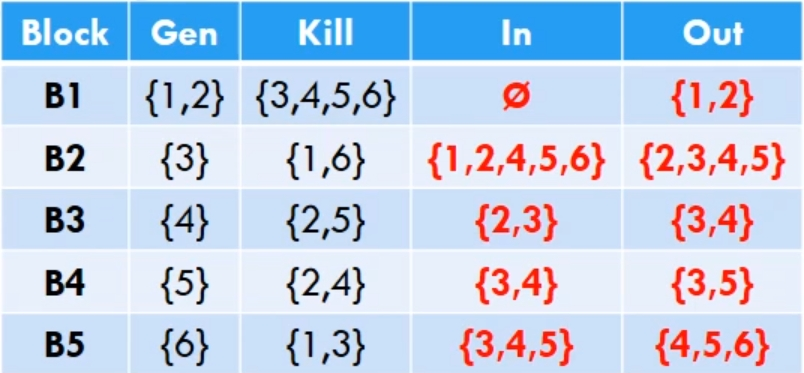 Block Gen Kill In Out
B1 {1,2} {3,4,5,6} ø {1,2}
B2 {3} {1,6} {1,2,4,5,6} {2,3,4,5}
B3 {4} {2,5} {2,3} {3,4}
B4 {5} {2,4} {3,4} {3,5}
B5 {6} {1,3} {3,4,5} {4,5,6}